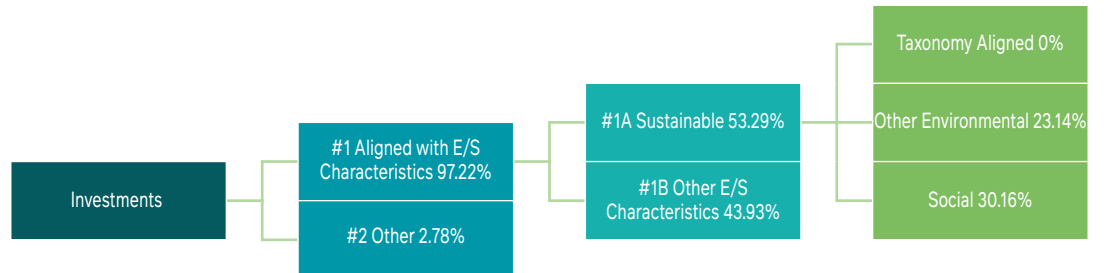 Investments
#1 Aligned with E/S
Characteristics 97.22%
#2 Other 2.78%
#1A Sustainable 53.29%
#1B Other E/S
Characteristics 43.93%
Taxonomy Aligned 0%
Other Environmental 23.14%
Social 30.16%